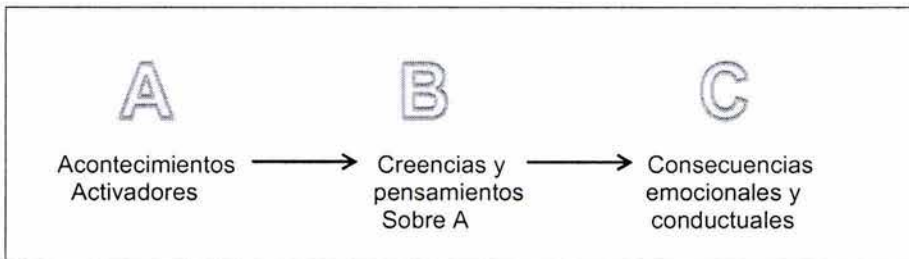 A B C
Acontecimientos Creencias y Consecuencias
Activadores pensamientos emocionales y
Sobre A conductuales